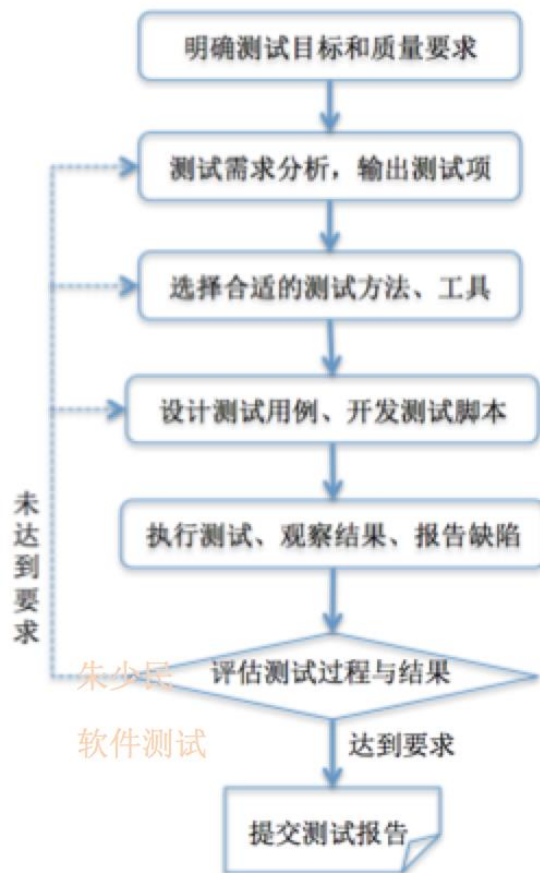 明确测试目标和质量要求
测试需求分析，输出测试项
选择合适的测试方法、工具
设计测试用例、开发测试脚本
执行测试、观察结果、报告缺陷
未达到要求
评估测试过程与结果
朱少民
软件测试
达到要求
提交测试报告